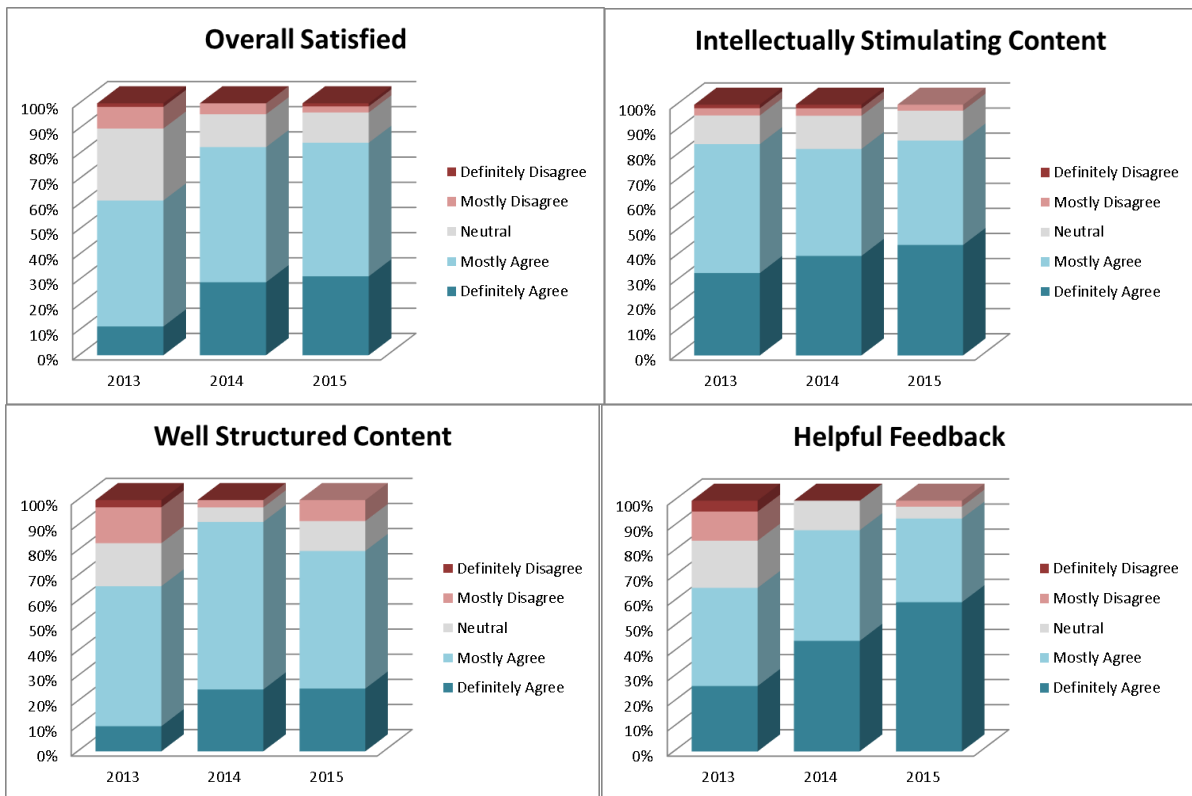 Overall Satisfied
100%
90%
80%
70%
60%
50%
40%
30%
20%
10%
0%
2013 2014 2015
Definitely Disagree
Mostly Disagree
Neutral
Mostly Agree
Definitely Agree
Intellectually Stimulating Content
100%
90%
80%
70%
60%
50%
40%
30%
20%
10%
0%
2013 2014 2015
Definitely Disagree
Mostly Disagree
Neutral
Mostly Agree
Definitely Agree
Well Structured Content
100%
90%
80%
70%
60%
50%
40%
30%
20%
10%
0%
2013 2014 2015
Definitely Disagree
Mostly Disagree
Neutral
Mostly Agree
Definitely Agree
Helpful Feedback
100%
90%
80%
70%
60%
50%
40%
30%
20%
10%
0%
2013 2014 2015
Definitely Disagree
Mostly Disagree
Neutral
Mostly Agree
Definitely Agree